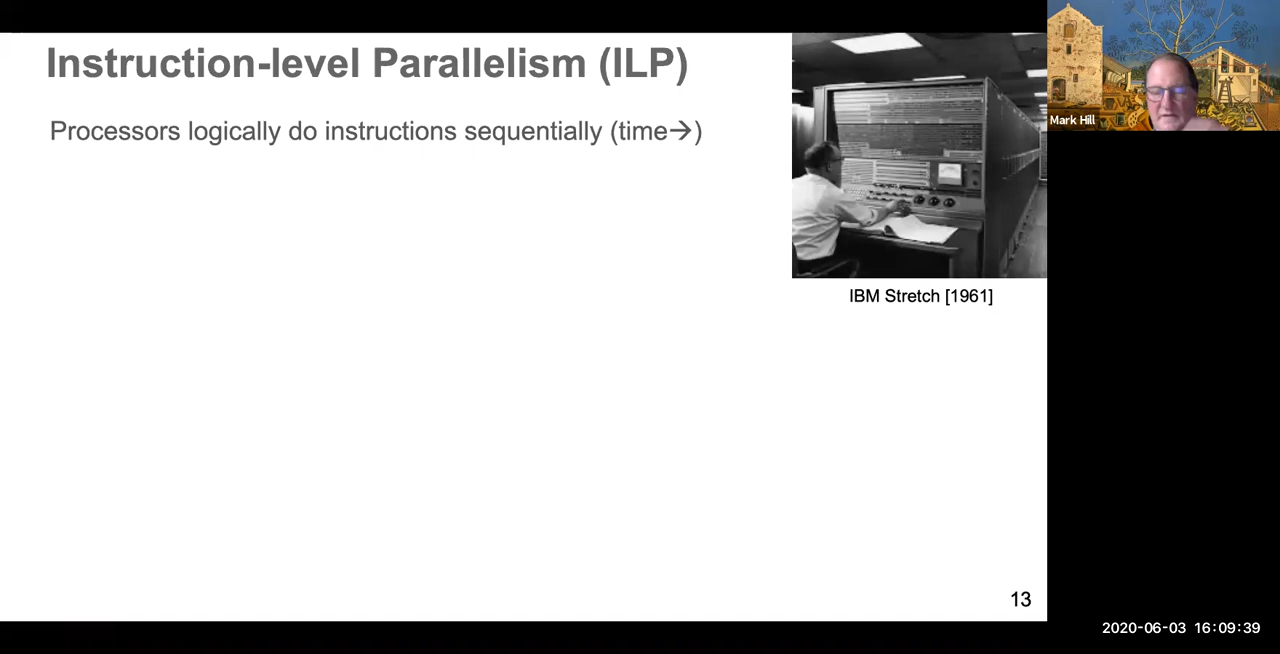 Instruction-level Parallelism (ILP)
Processors logically do instructions sequentially (time→)
Mark Hill
IBM Stretch [1961]
13
2020-06-03 16:09:39